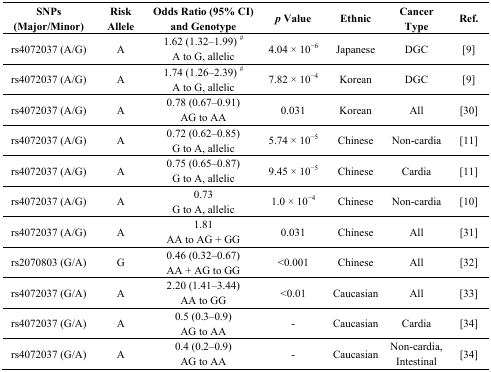 SNPs (Major/Minor) Risk Allele Odds Ratio (95% CI) and Genotype p Value Ethnic Cancer Type Ref.
rs4072037 (A/G) A 1.62 (1.32–1.99) # A to G, allelic 4.04 × 10−6 Japanese DGC [9]
rs4072037 (A/G) A 1.74 (1.26–2.39) # A to G, allelic 7.82 × 10−4 Korean DGC [9]
rs4072037 (A/G) A 0.78 (0.67–0.91) AG to AA 0.031 Korean All [30]
rs4072037 (A/G) A 0.72 (0.62–0.85) G to A, allelic 5.74 × 10−5 Chinese Non-cardia [11]
rs4072037 (A/G) A 0.75 (0.65–0.87) G to A, allelic 9.45 × 10−5 Chinese Cardia [11]
rs4072037 (A/G) A 0.73 G to A, allelic 1.0 × 10−4 Chinese Non-cardia [10]
rs4072037 (A/G) A 1.81 AA to AG + GG 0.031 Chinese All [31]
rs2070803 (G/A) G 0.46 (0.32–0.67) AA + AG to GG <0.001 Chinese All [32]
rs4072037 (G/A) A 2.20 (1.41–3.44) AA to GG <0.01 Caucasian All [33]
rs4072037 (G/A) A 0.5 (0.3–0.9) AG to AA - Caucasian Cardia [34]
rs4072037 (G/A) A 0.4 (0.2–0.9) AG to AA - Caucasian Non-cardia, Intestinal [34]